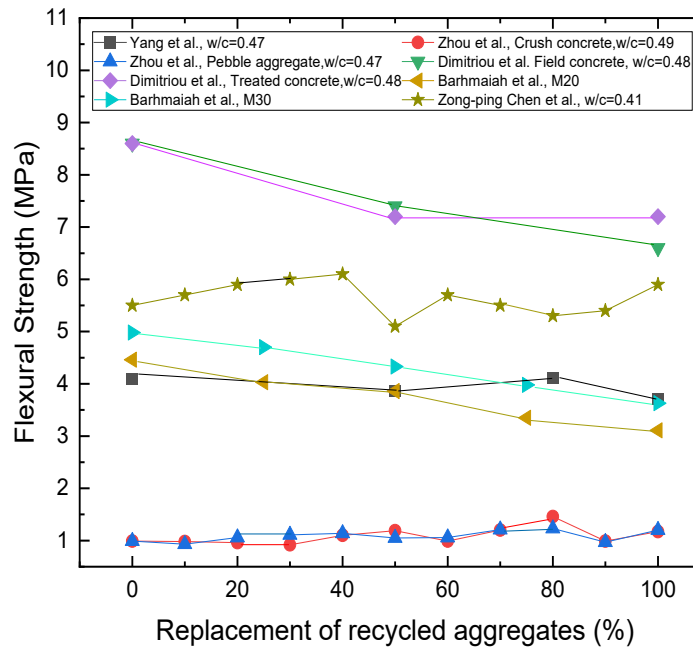 Yang et al., w/c=0.47
Zhou et al., Crush concrete,w/c=0.49
Zhou et al., Pebble aggregate,w/c=0.47
Dimitriou et al. Field concrete, w/c=0.48
Dimitriou et al., Treated concrete,w/c=0.48
Barhmaiah et al., M20
Barhmaiah et al., M30
Zong-ping Chen et al., w/c=0.41
11
10
9
8
7
6
5
4
3
2
1
Flexural Strength (MPa)
0
20
40
60
80
100
Replacement of recycled aggregates (%)